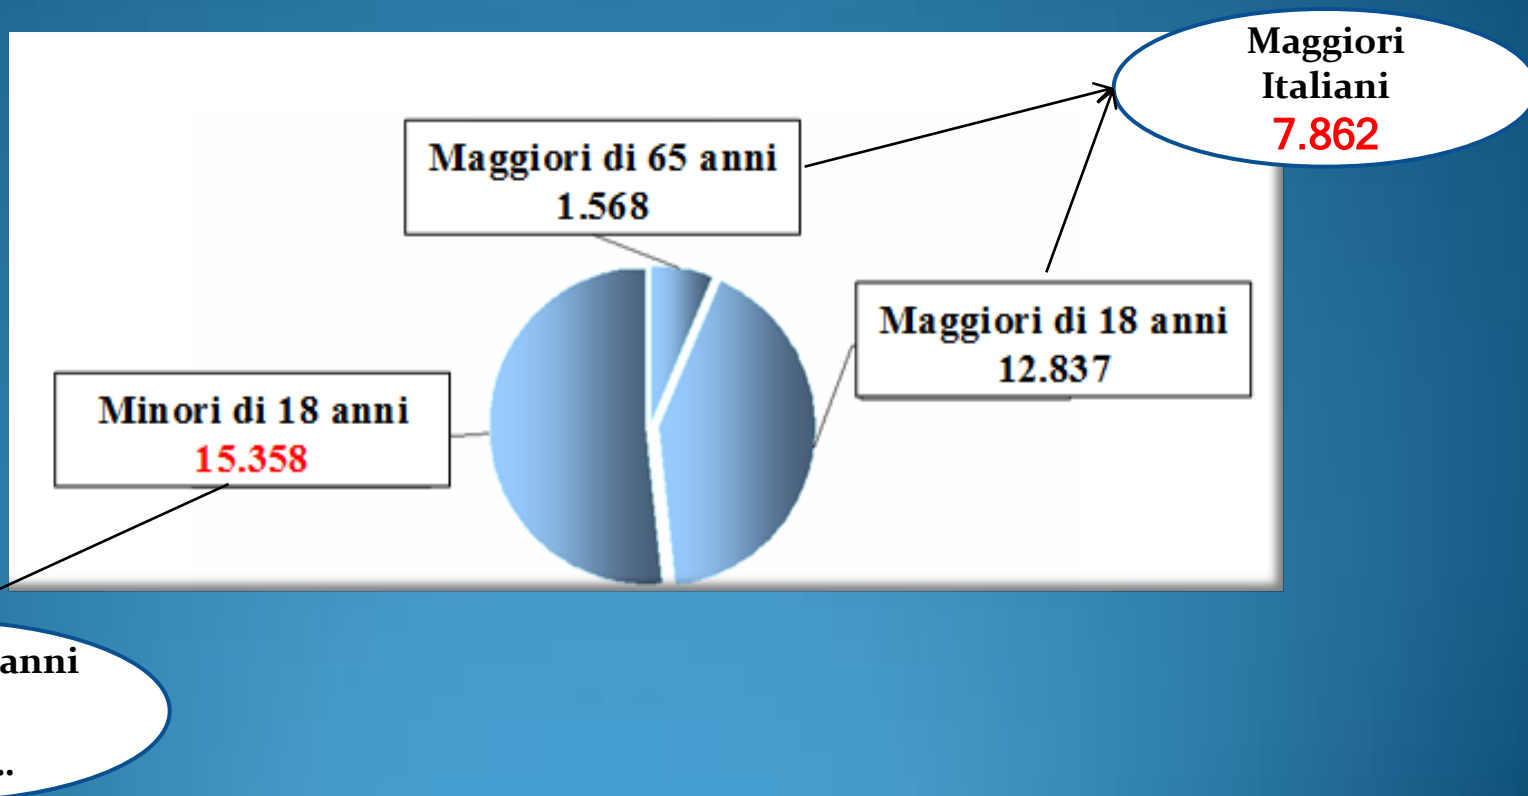 Maggiori
Italiani
7.862
Maggiori di 65 anni
1.568
Maggiori di 18 anni
12.837
Minori di 18 anni
15.358
anni
..